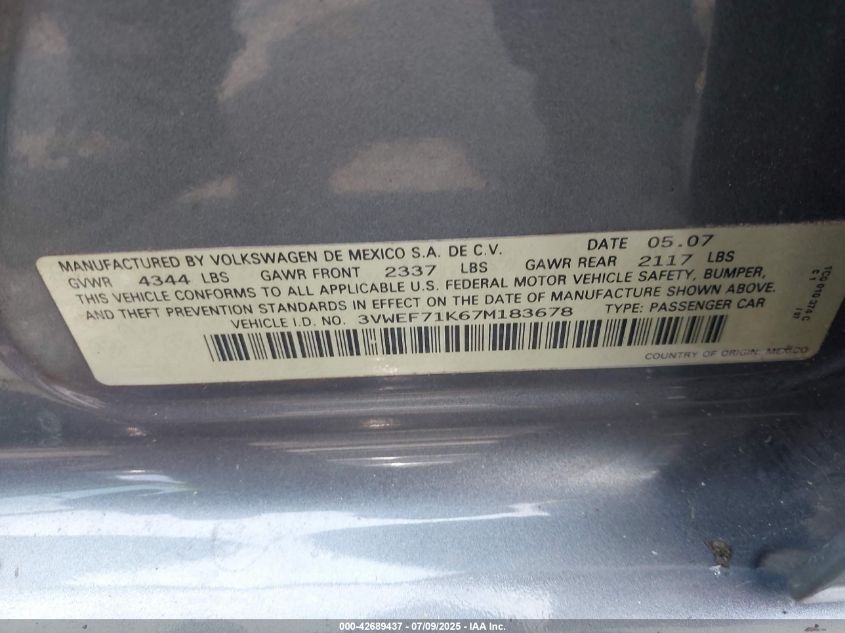 MANUFACTURED BY VOLKSWAGEN DE MEXICO S.A. DE C.V. DATE 05.07
GVWR 4344 LBS GAWR FRONT 2337 LBS GAWR REAR 2117 LBS
THIS VEHICLE CONFORMS TO ALL APPLICABLE U.S. FEDERAL MOTOR VEHICLE SAFETY, BUMPER,
AND THEFT PREVENTION STANDARDS IN EFFECT ON THE DATE OF MANUFACTURE SHOWN ABOVE.
VEHICLE I.D. NO. 3VWEF71K67M183678 TYPE: PASSENGER CAR
COUNTRY OF ORIGIN: MEXICO
000-42689437 - 07/09/2025 - IAA Inc.